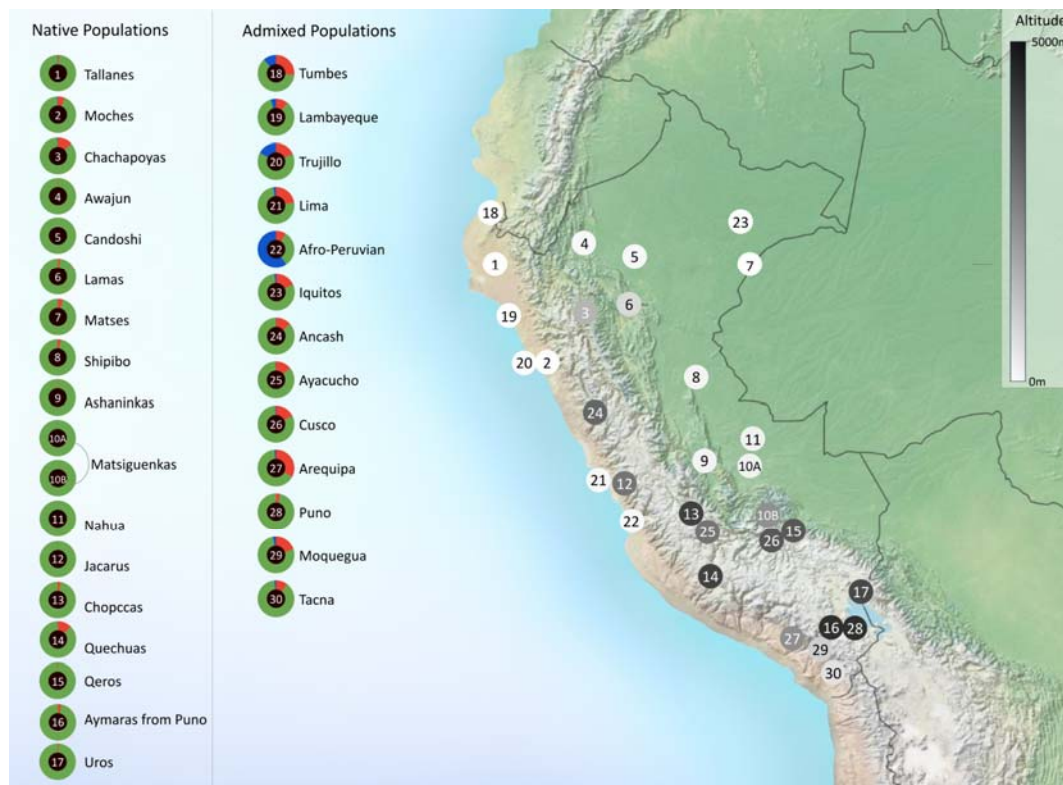 Native Populations
1 Tallanes
2 Moches
3 Chachapoyas
4 Awajun
5 Candoshi
6 Lamas
7 Matses
8 Shipibo
9 Ashaninkas
10A
Matsiguenkas
10B
11 Nahua
12 Jacarus
13 Chopccas
14 Quechuas
15 Qeros
16 Aymaras from Puno
17 Uros
Admixed Populations
18 Tumbes
19 Lambayeque
20 Trujillo
21 Lima
22 Afro-Peruvian
23 Iquitos
24 Ancash
25 Ayacucho
26 Cusco
27 Arequipa
28 Puno
29 Moquegua
30 Tacna
Altitude
5000m
0m
18
23
4
5
1
7
6
3
19
20 2
8
24
11
9
10A
21
12
13
10B
22
25
15
26
14
17
16 28
27
29
30